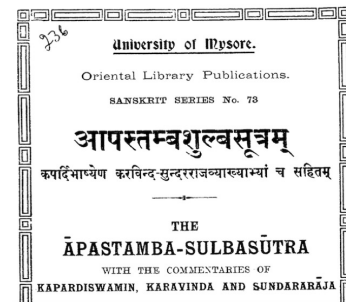 236
University of Mysore.
Oriental Library Publications.
SANSKRIT SERIES No. 73
आपस्तम्बशुल्बसूत्रम्
कपर्दिभाष्येण करविन्द-सुन्दरराजव्याख्याभ्यां च सहितम्
THE
ĀPASTAMBA-SULBASŪTRA
WITH THE COMMENTARIES OF
KAPARDISWAMIN, KARAVINDA AND SUNDARARĀJA